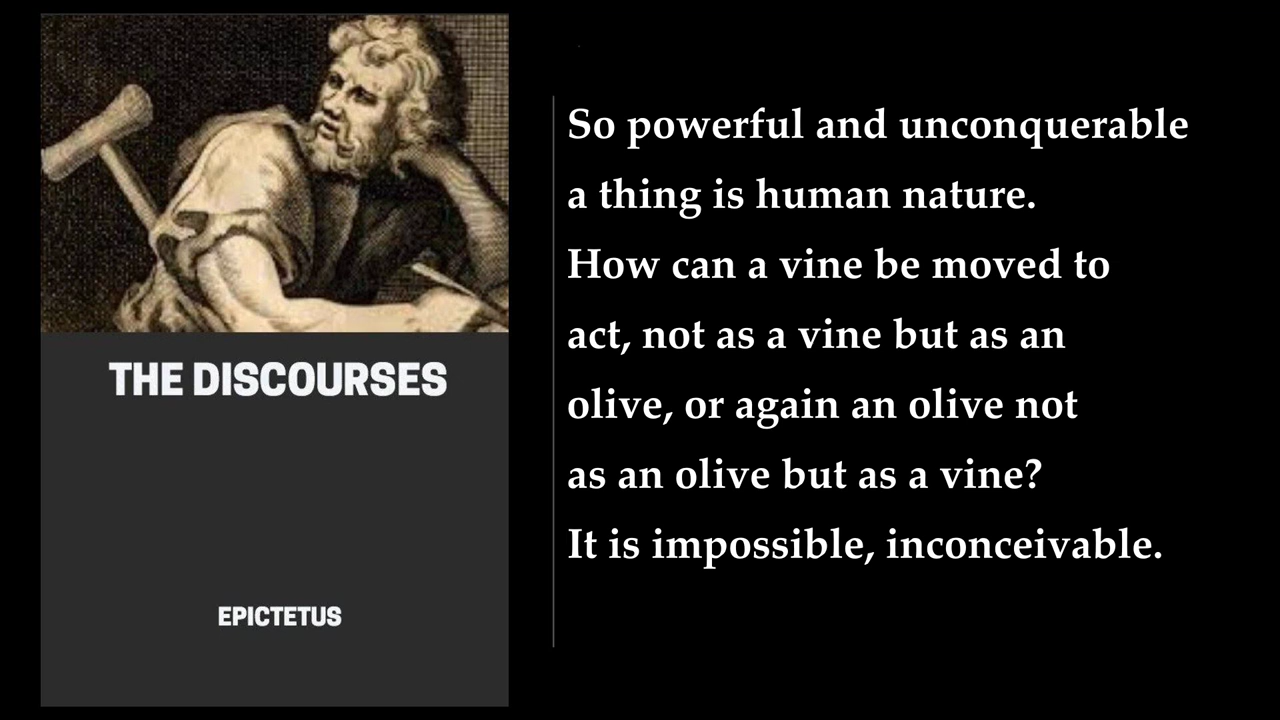 THE DISCOURSES
EPICTETUS
So powerful and unconquerable
a thing is human nature.
How can a vine be moved to
act, not as a vine but as an
olive, or again an olive not
as an olive but as a vine?
It is impossible, inconceivable.